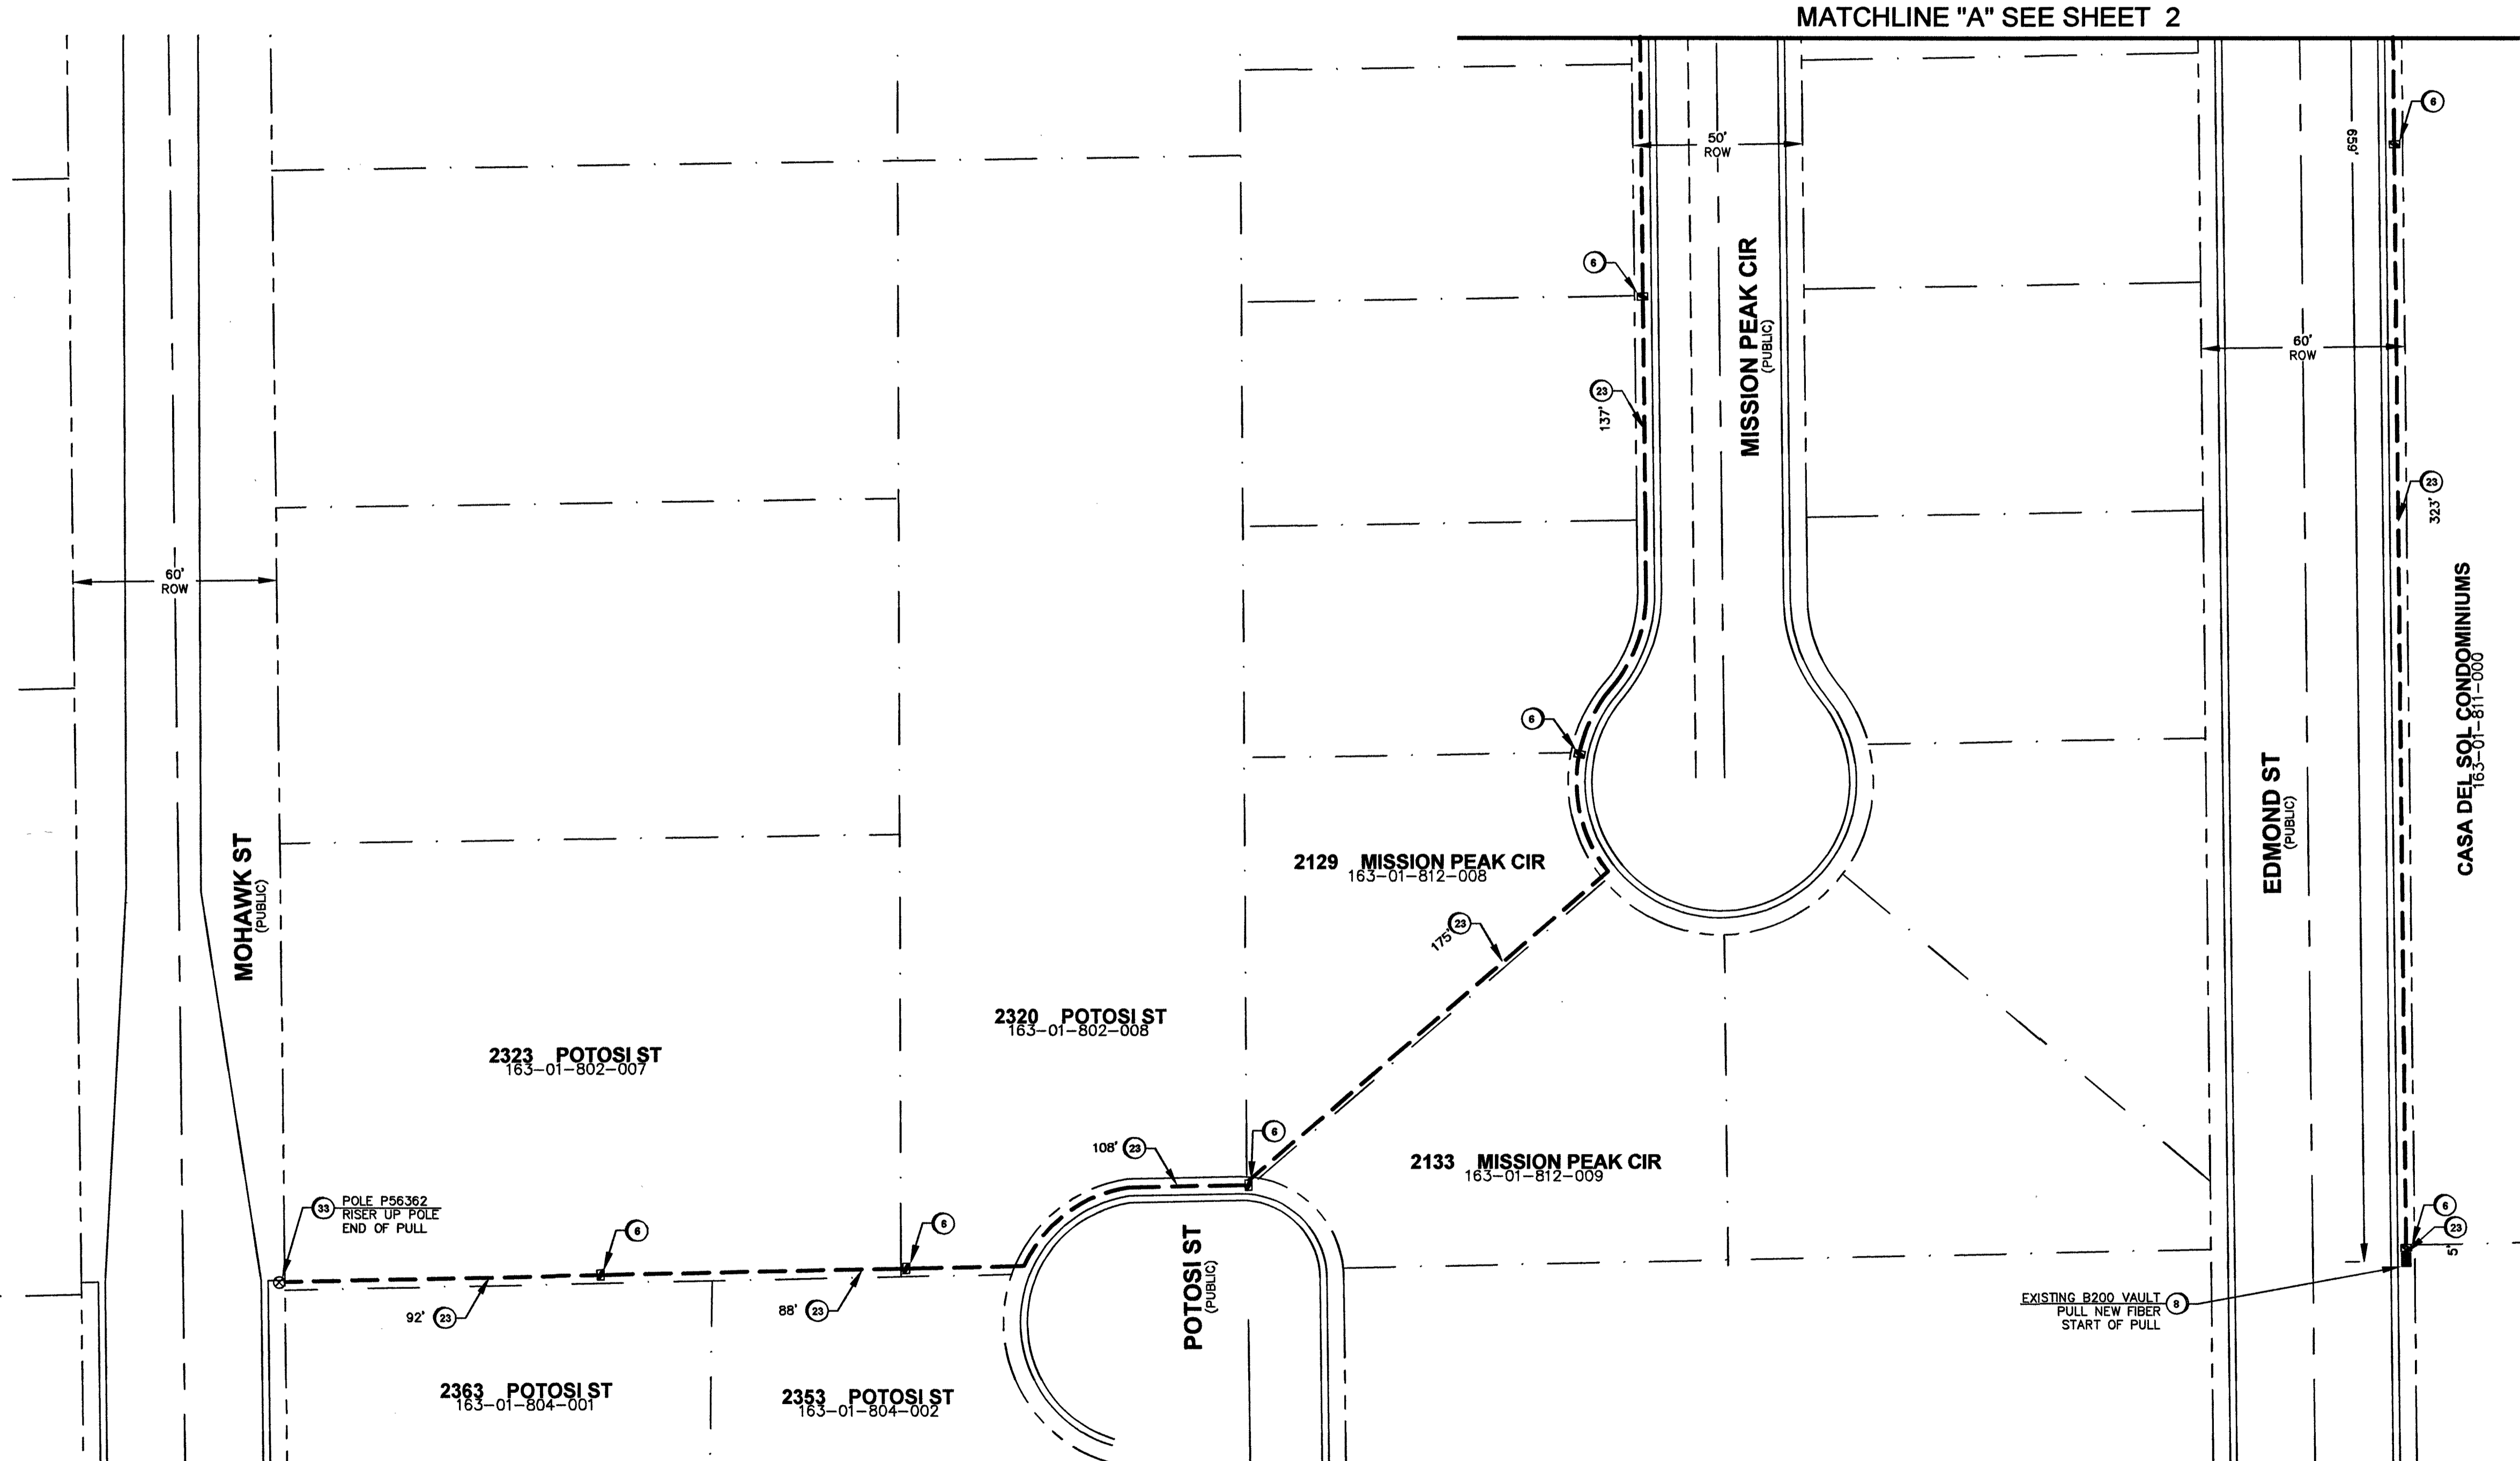 MATCHLINE "A" SEE SHEET 2
6
659'
50'
ROW
6
MISSION PEAK CIR
(PUBLIC)
60'
ROW
23
137'
23
323'
60'
ROW
CASA DEL SOL CONDOMINIUMS
163-01-811-000
6
EDMOND ST
(PUBLIC)
MOHAWK ST
(PUBLIC)
2129 MISSION PEAK CIR
163-01-812-008
23
175'
2320 POTOSI ST
163-01-802-008
2323 POTOSI ST
163-01-802-007
6
108' 23
2133 MISSION PEAK CIR
163-01-812-009
33 POLE P56362
RISER UP POLE
END OF PULL
6
6
POTOSI ST
(PUBLIC)
6
23
5'
92' 23
88' 23
EXISTING B200 VAULT 8
PULL NEW FIBER
START OF PULL
2363 POTOSI ST
163-01-804-001
2353 POTOSI ST
163-01-804-002